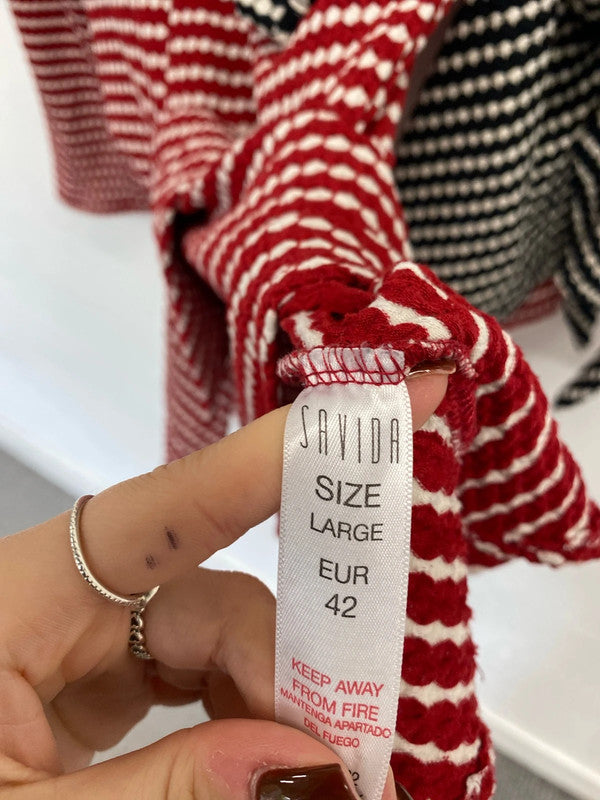 SAVIDA
SIZE
LARGE
EUR
42
KEEP AWAY
FROM FIRE
MANTENGA APARTADO
DEL FUEGO